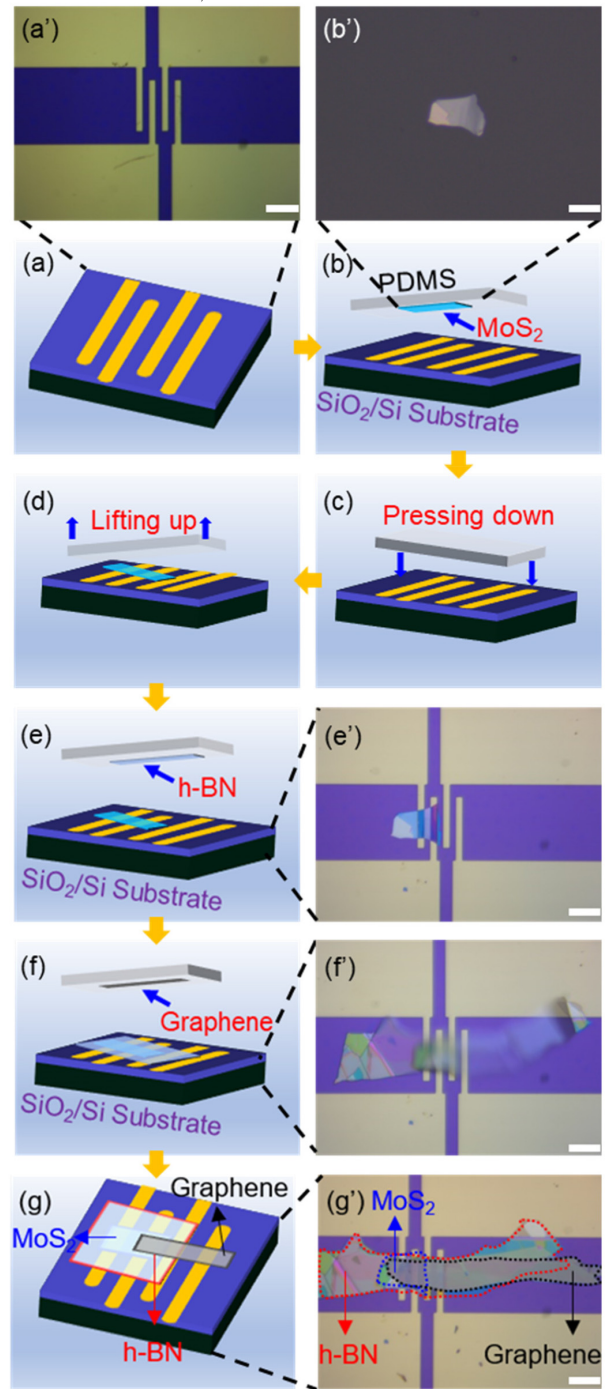 (a’)
(b’)
(a)
(b)
PDMS
MoS₂
SiO₂/Si Substrate
(d)
Lifting up
(c)
Pressing down
(e)
h-BN
SiO₂/Si Substrate
(e’)
(f)
Graphene
SiO₂/Si Substrate
(f’)
(g)
Graphene
MoS₂
h-BN
(g’)
MoS₂
h-BN
Graphene